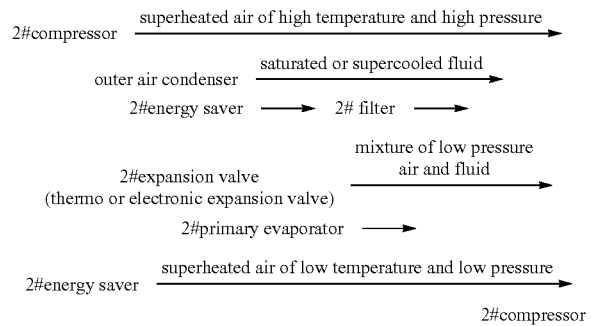 superheated air of high temperature and high pressure
2#compressor
saturated or supercooled fluid
outer air condenser
2#energy saver 2# filter
mixture of low pressure
air and fluid
2#expansion valve
(thermo or electronic expansion valve)
2#primary evaporator
superheated air of low temperature and low pressure
2#energy saver
2#compressor